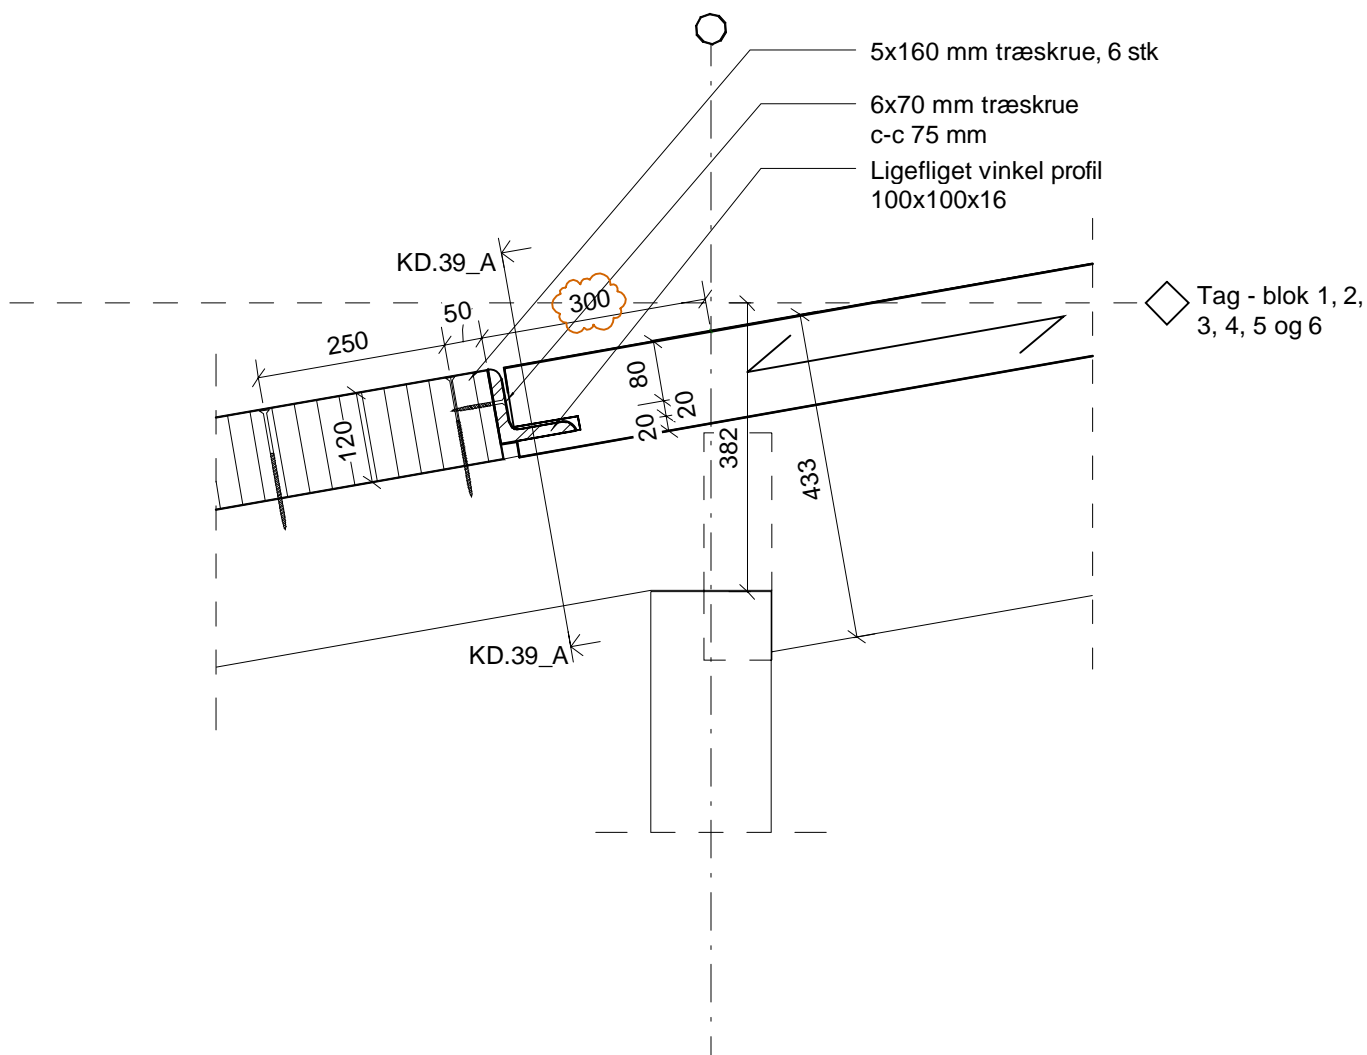 5x160 mm træskrue, 6 stk
6x70 mm træskrue
c-c 75 mm
Ligefliget vinkel profil
100x100x16
KD.39_A
300
50
250
Tag - blok 1, 2,
3, 4, 5 og 6
80
20
20
120
382
433
KD.39_A